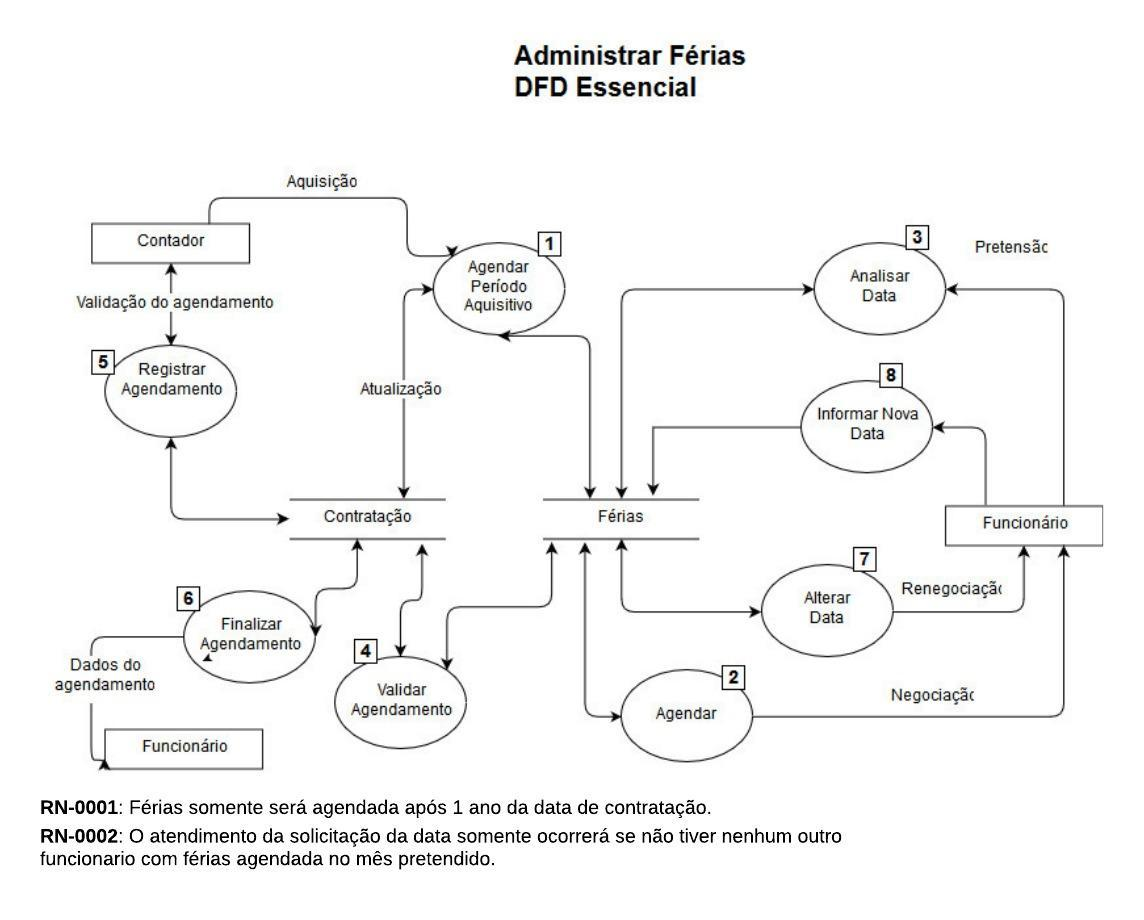 Administrar Férias
DFD Essencial
Aquisição
Contador
1
Agendar
Período
Aquisitivo
3
Analisar
Data
Pretensão
Validação do agendamento
5
Registrar
Agendamento
Atualização
8
Informar Nova
Data
Contratação
Férias
Funcionário
6
Finalizar
Agendamento
7
Alterar
Data
Renegociação
Dados do
agendamento
4
Validar
Agendamento
2
Agendar
Negociação
Funcionário
RN-0001: Férias somente será agendada após 1 ano da data de contratação.
RN-0002: O atendimento da solicitação da data somente ocorrerá se não tiver nenhum outro
funcionario com férias agendada no mês pretendido.